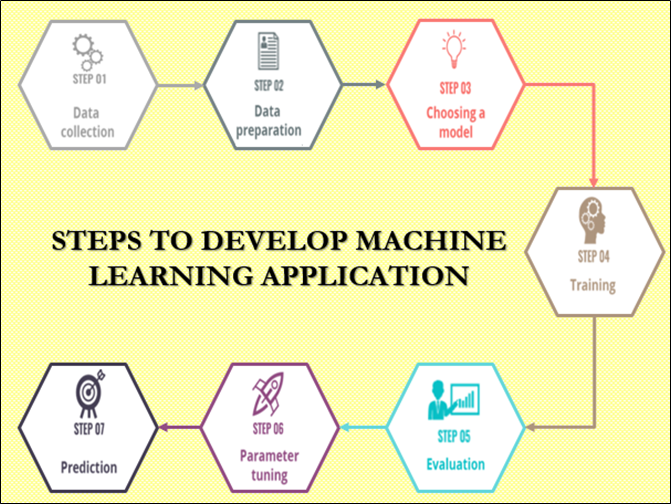 STEP 01
Data
collection
STEP 02
Data
preparation
STEP 03
Choosing a
model
STEPS TO DEVELOP MACHINE
LEARNING APPLICATION
STEP 04
Training
STEP 07
Prediction
STEP 06
Parameter
tuning
STEP 05
Evaluation